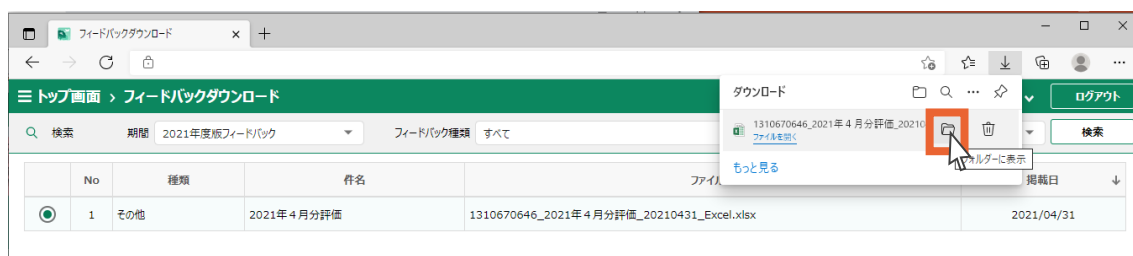 フィードバックダウンロード
トップ画面 › フィードバックダウンロード
ログアウト
ダウンロード
1310670646_2021年４月分評価_20210
ファイルを開く
もっと見る
フォルダーに表示
検索 期間 2021年度版フィードバック フィードバック種類 すべて 検索
No 種類 件名 ファイル 掲載日
1 その他 2021年４月分評価 1310670646_2021年４月分評価_20210431_Excel.xlsx 2021/04/31